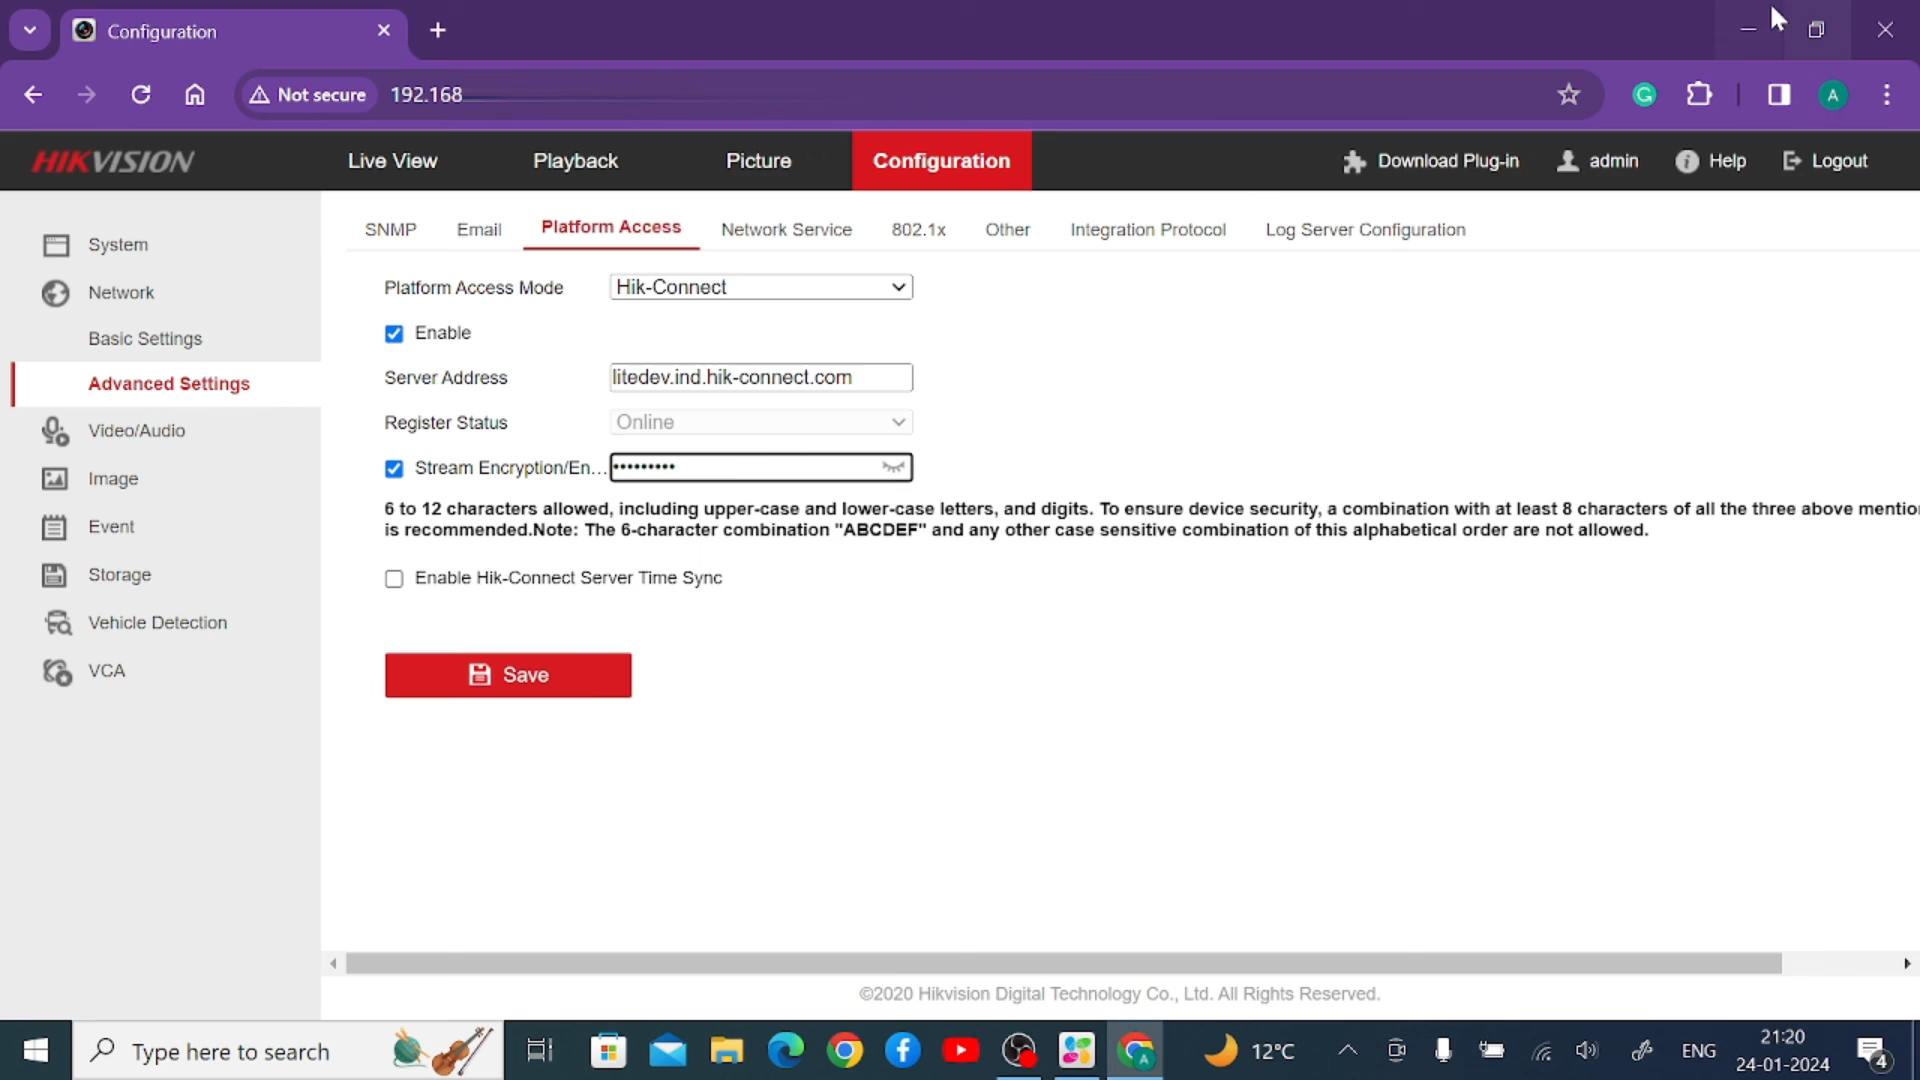 Configuration
Not secure 192.168
A
HIKVISION Live View Playback Picture Configuration Download Plug-in admin Help Logout
SNMP Email Platform Access Network Service 802.1x Other Integration Protocol Log Server Configuration
System
Network
Basic Settings
Advanced Settings
Video/Audio
Image
Event
Storage
Vehicle Detection
VCA
Platform Access Mode Hik-Connect
Enable
Server Address litedev.ind.hik-connect.com
Register Status Online
Stream Encryption/En... •••••••••
6 to 12 characters allowed, including upper-case and lower-case letters, and digits. To ensure device security, a combination with at least 8 characters of all the three above mentio
is recommended.Note: The 6-character combination "ABCDEF" and any other case sensitive combination of this alphabetical order are not allowed.
Enable Hik-Connect Server Time Sync
Save
©2020 Hikvision Digital Technology Co., Ltd. All Rights Reserved.
Type here to search 12°C ENG 21:20
24-01-2024
4